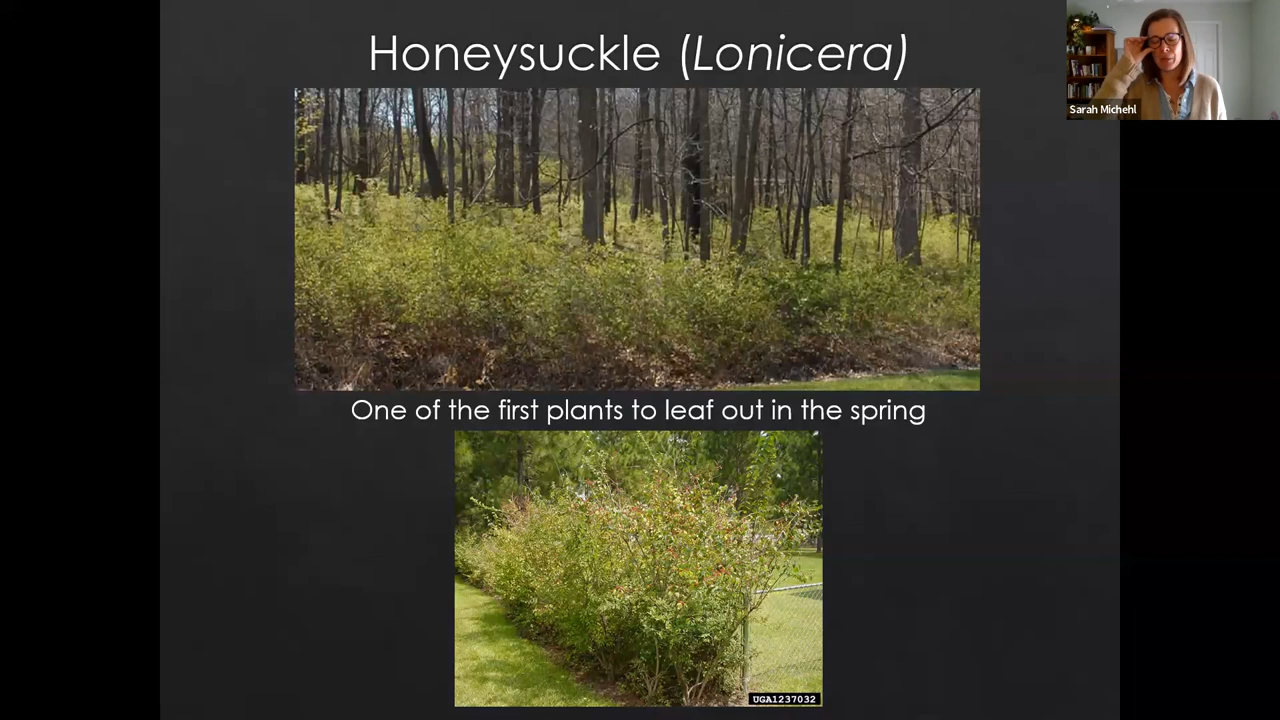 Honeysuckle (Lonicera)
Sarah Michehl
One of the first plants to leaf out in the spring
UGA1237032